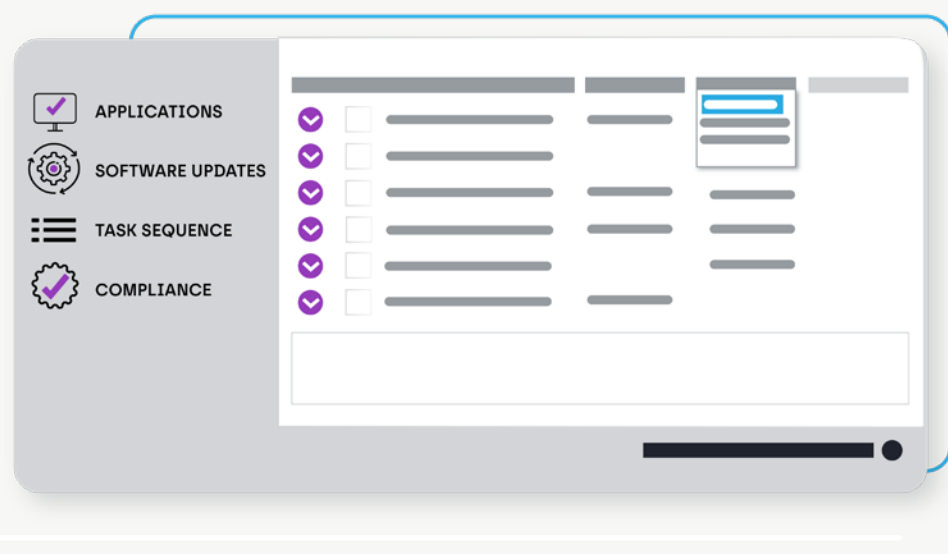 APPLICATIONS
SOFTWARE UPDATES
TASK SEQUENCE
COMPLIANCE